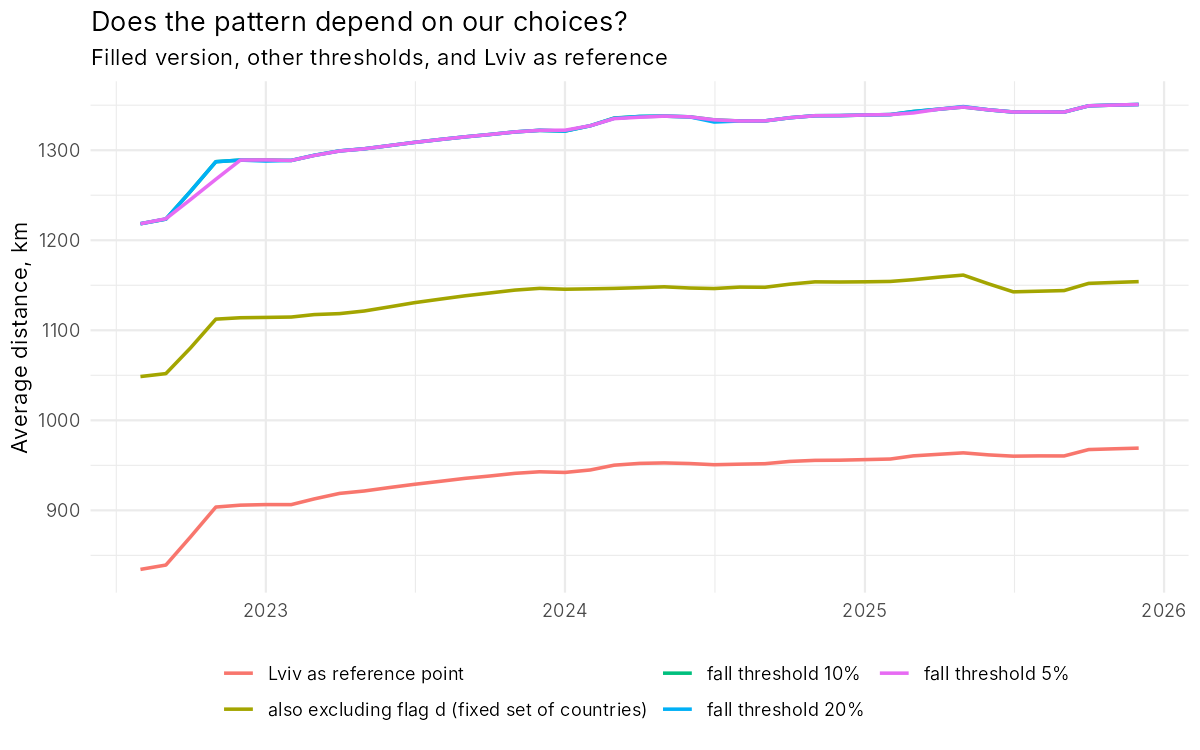 Does the pattern depend on our choices?
Filled version, other thresholds, and Lviv as reference
Average distance, km
1300
1200
1100
1000
900
2023 2024 2025 2026
Lviv as reference point fall threshold 10% fall threshold 5%
also excluding flag d (fixed set of countries) fall threshold 20%